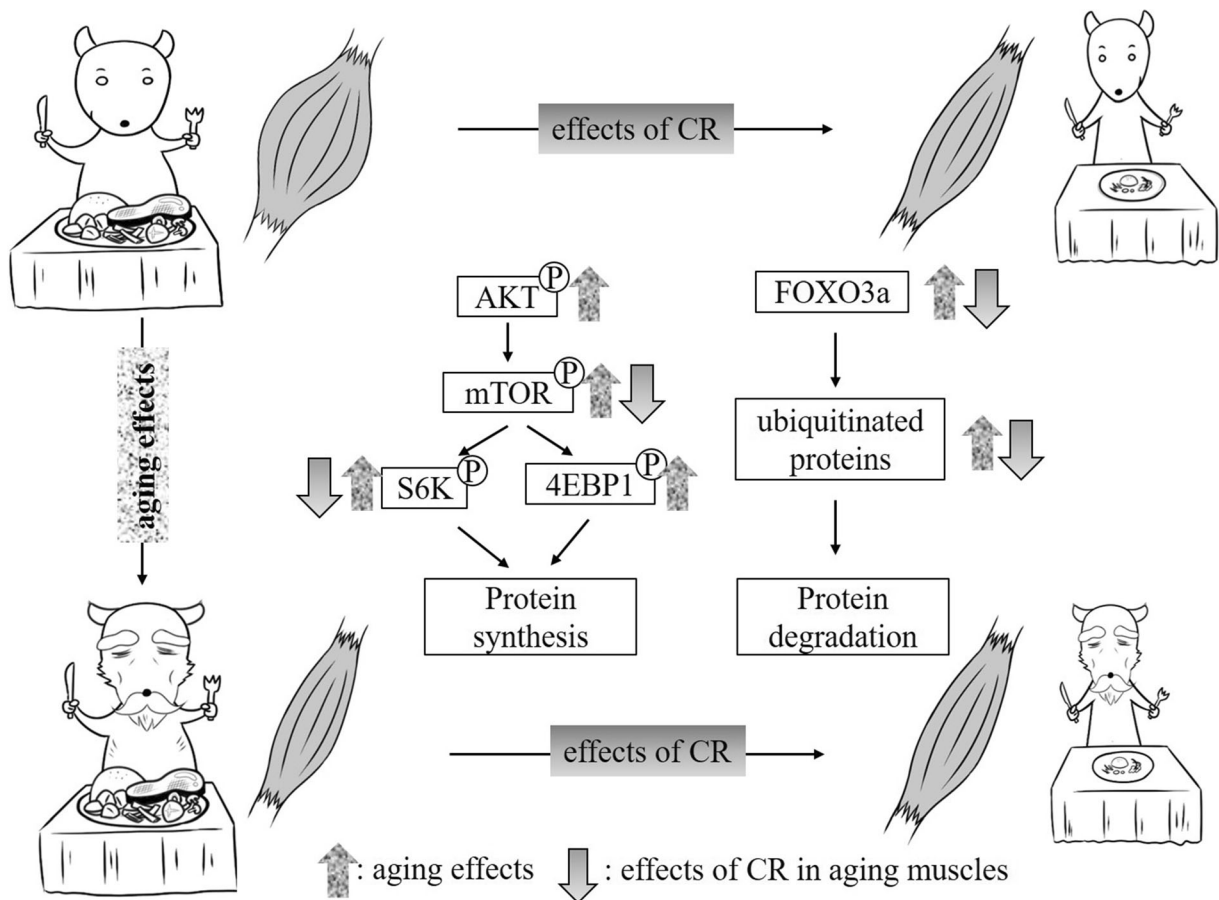 effects of CR
P
AKT
FOXO3a
P
mTOR
aging effects
ubiquitinated
proteins
P
S6K
P
4EBP1
Protein
synthesis
Protein
degradation
effects of CR
: aging effects
: effects of CR in aging muscles